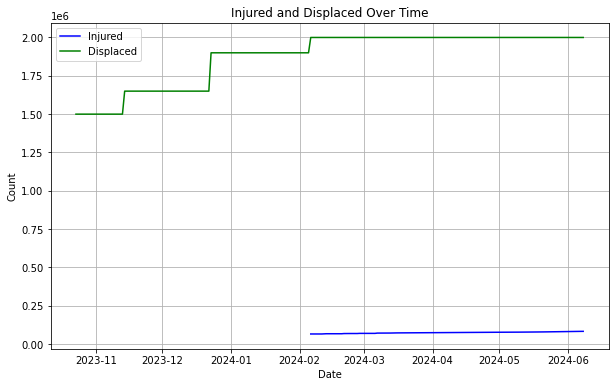 Injured and Displaced Over Time
1e6
Injured
Displaced
2.00
1.75
1.50
1.25
1.00
0.75
0.50
0.25
0.00
Count
2023-11 2023-12 2024-01 2024-02 2024-03 2024-04 2024-05 2024-06
Date